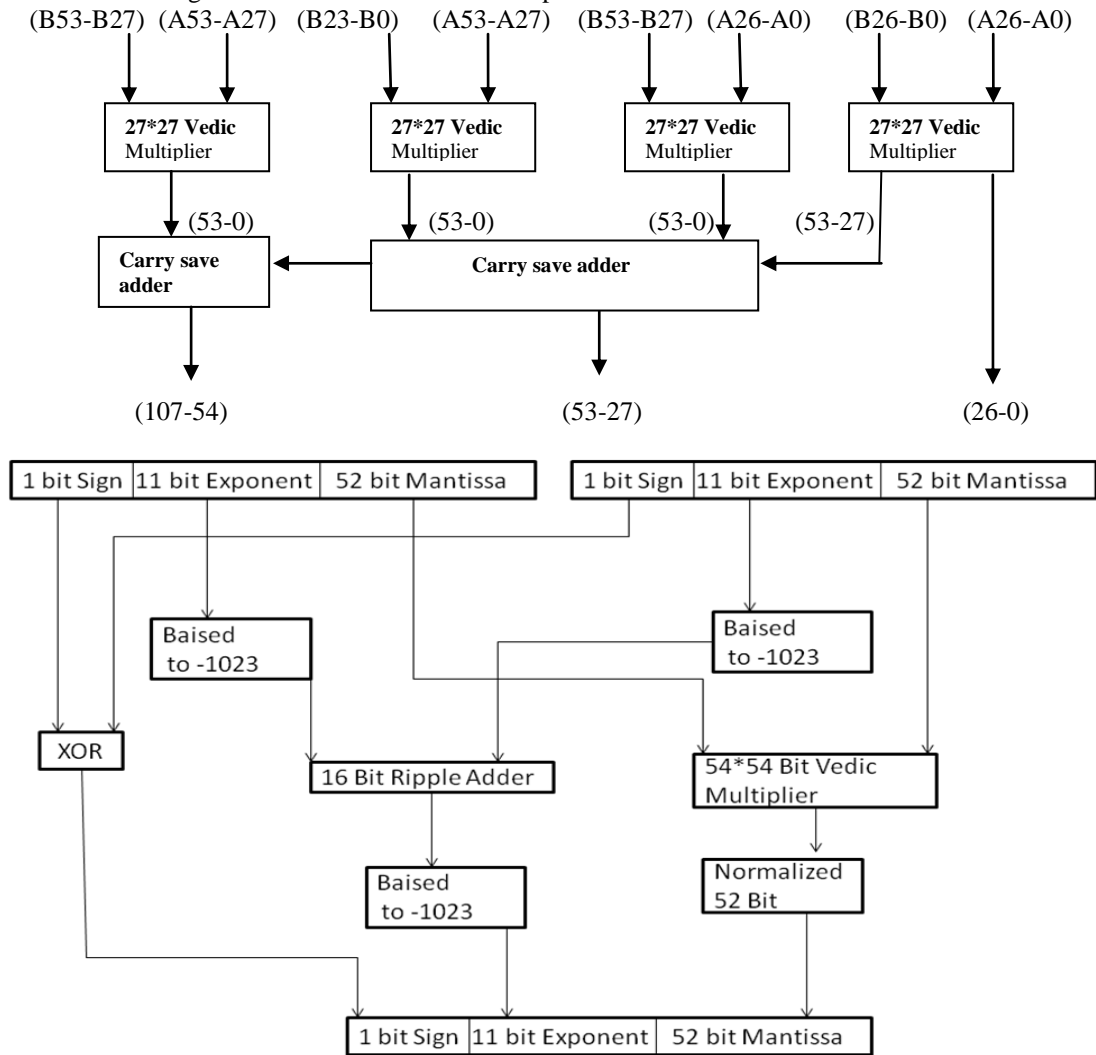 (B53-B27) (A53-A27) (B23-B0) (A53-A27) (B53-B27) (A26-A0) (B26-B0) (A26-A0)
27*27 Vedic
Multiplier
27*27 Vedic
Multiplier
27*27 Vedic
Multiplier
27*27 Vedic
Multiplier
(53-0) (53-0) (53-0) (53-27)
Carry save
adder
Carry save adder
(107-54) (53-27) (26-0)
1 bit Sign 11 bit Exponent 52 bit Mantissa
1 bit Sign 11 bit Exponent 52 bit Mantissa
Baised
to -1023
Baised
to -1023
XOR
16 Bit Ripple Adder
54*54 Bit Vedic
Multiplier
Baised
to -1023
Normalized
52 Bit
1 bit Sign 11 bit Exponent 52 bit Mantissa